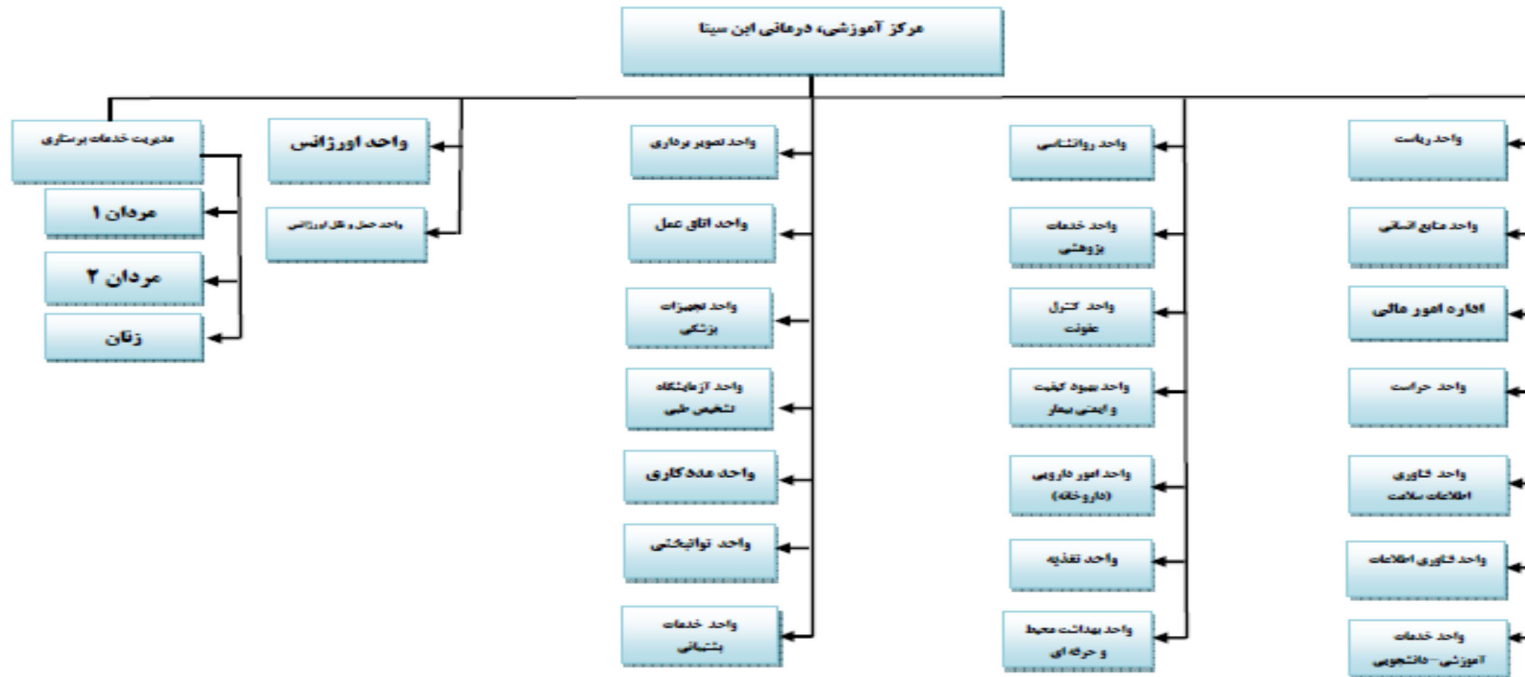 مرکز آموزشی، درمانی ابن سینا
واحد ریاست
واحد منابع انسانی
اداره امور مالی
واحد حراست
واحد فناوری
اطلاعات سلامت
واحد فناوری اطلاعات
واحد خدمات
آموزشی-دانشجویی
واحد روانشناسی
واحد خدمات
پژوهشی
واحد کنترل
عفونت
واحد بهبود کیفیت
و ایمنی بیمار
واحد امور دارویی
(داروخانه)
واحد تغذیه
واحد بهداشت محیط
و حرفه ای
واحد تصویر برداری
واحد اتاق عمل
واحد تجهیزات
پزشکی
واحد آزمایشگاه
تشخیص طبی
واحد مددکاری
واحد توانبخشی
واحد خدمات
پشتیبانی
واحد اورژانس
واحد حمل و نقل اورژانس
مدیریت خدمات پرستاری
مردان ۱
مردان ۲
زنان